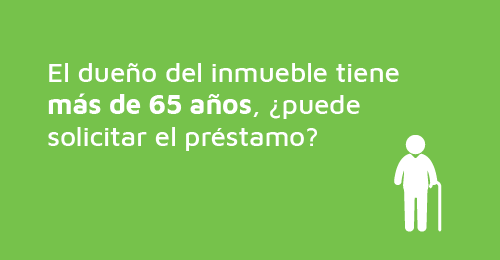 El dueño del inmueble tiene
más de 65 años, ¿puede
solicitar el préstamo?